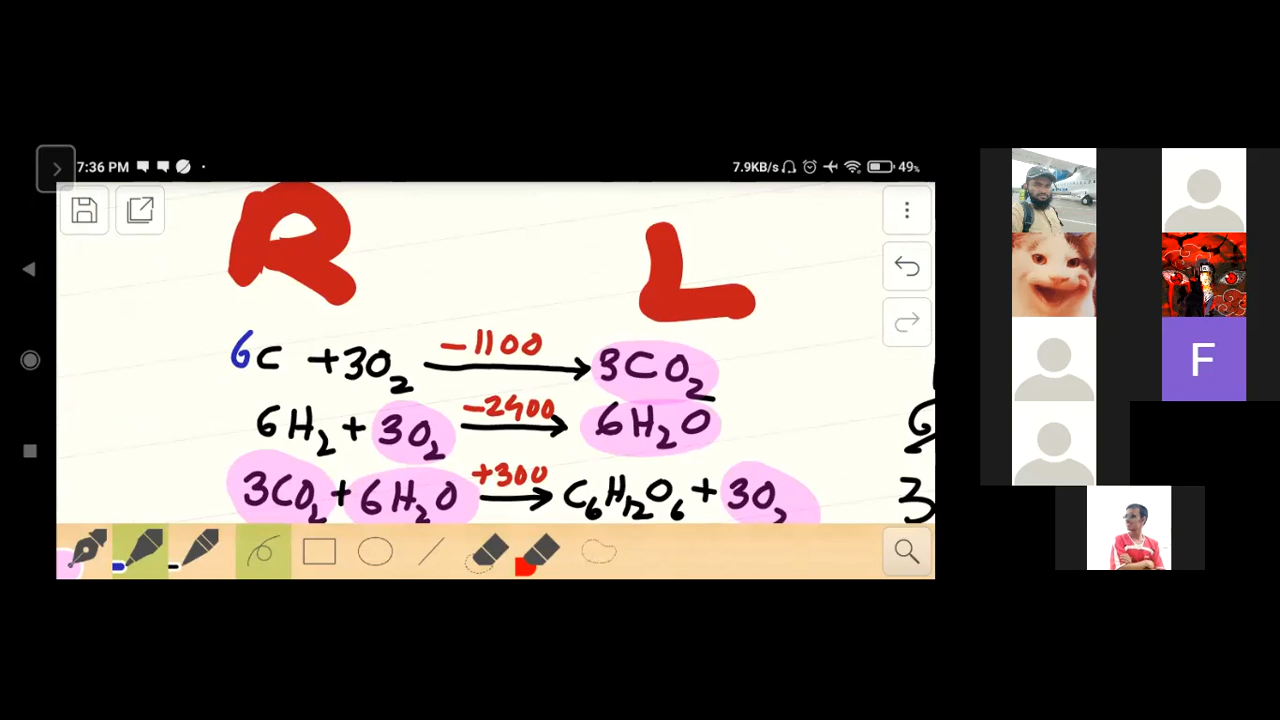 7:36 PM 7.9KB/s 49%
R L
6C + 3O₂ -1100 → 3CO₂
6H₂ + 3O₂ -2400 → 6H₂O
3CO₂ + 6H₂O +300 → C₆H₁₂O₆ + 3O₂
F